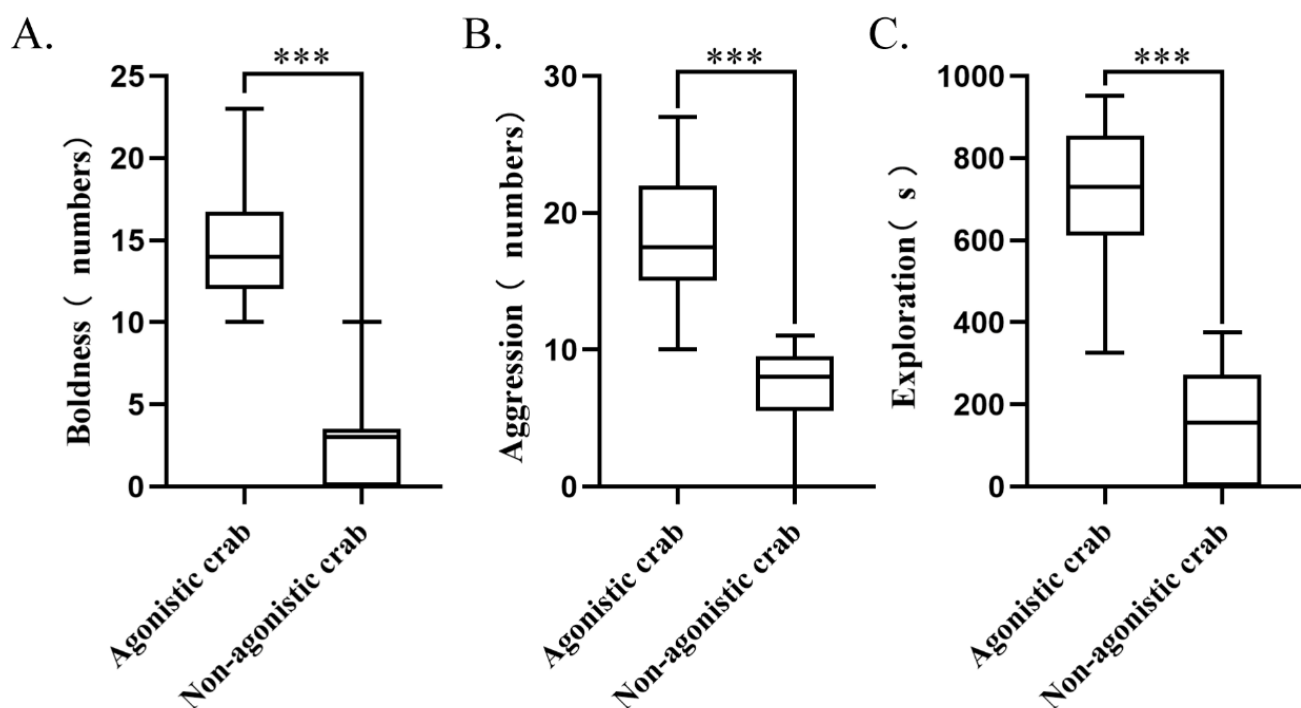 A.
***
25
20
15
10
5
0
Boldness( numbers)
Agonistic crab
Non-agonistic crab
B.
***
30
20
10
0
Aggression( numbers)
Agonistic crab
Non-agonistic crab
C.
***
1000
800
600
400
200
0
Exploration( s)
Agonistic crab
Non-agonistic crab